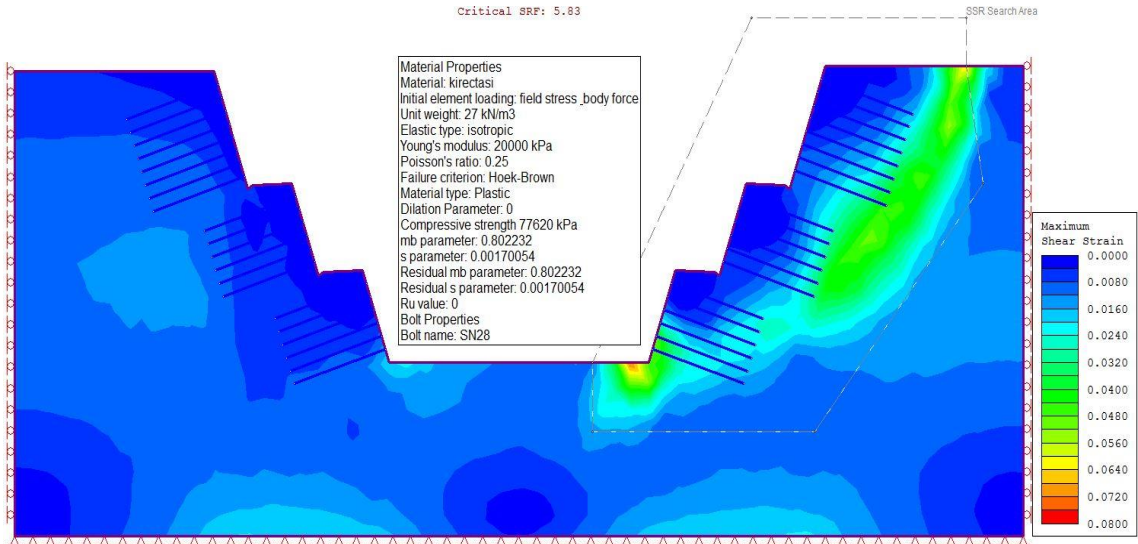 Critical SRF: 5.83
SSR Search Area
Material Properties
Material: kirectasi
Initial element loading: field stress _body force
Unit weight: 27 kN/m3
Elastic type: isotropic
Young's modulus: 20000 kPa
Poisson's ratio: 0.25
Failure criterion: Hoek-Brown
Material type: Plastic
Dilation Parameter: 0
Compressive strength 77620 kPa
mb parameter: 0.802232
s parameter: 0.00170054
Residual mb parameter: 0.802232
Residual s parameter: 0.00170054
Ru value: 0
Bolt Properties
Bolt name: SN28
Maximum
Shear Strain
0.0000
0.0080
0.0160
0.0240
0.0320
0.0400
0.0480
0.0560
0.0640
0.0720
0.0800